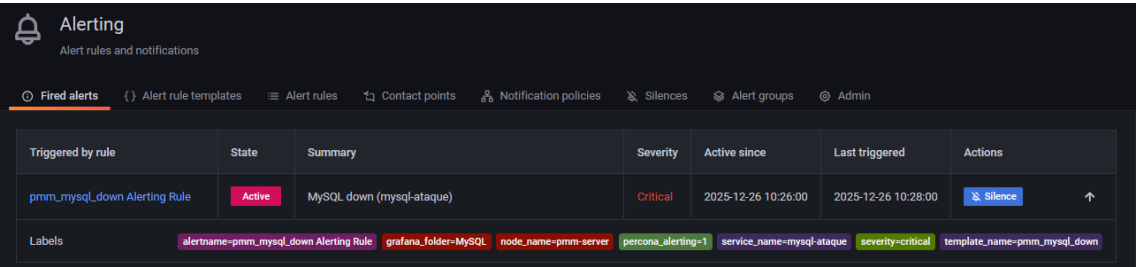 Alerting
Alert rules and notifications
Fired alerts {} Alert rule templates Alert rules Contact points Notification policies Silences Alert groups Admin
Triggered by rule State Summary Severity Active since Last triggered Actions
pmm_mysql_down Alerting Rule Active MySQL down (mysql-ataque) Critical 2025-12-26 10:26:00 2025-12-26 10:28:00 Silence
Labels alertname=pmm_mysql_down Alerting Rule grafana_folder=MySQL node_name=pmm-server percona_alerting=1 service_name=mysql-ataque severity=critical template_name=pmm_mysql_down